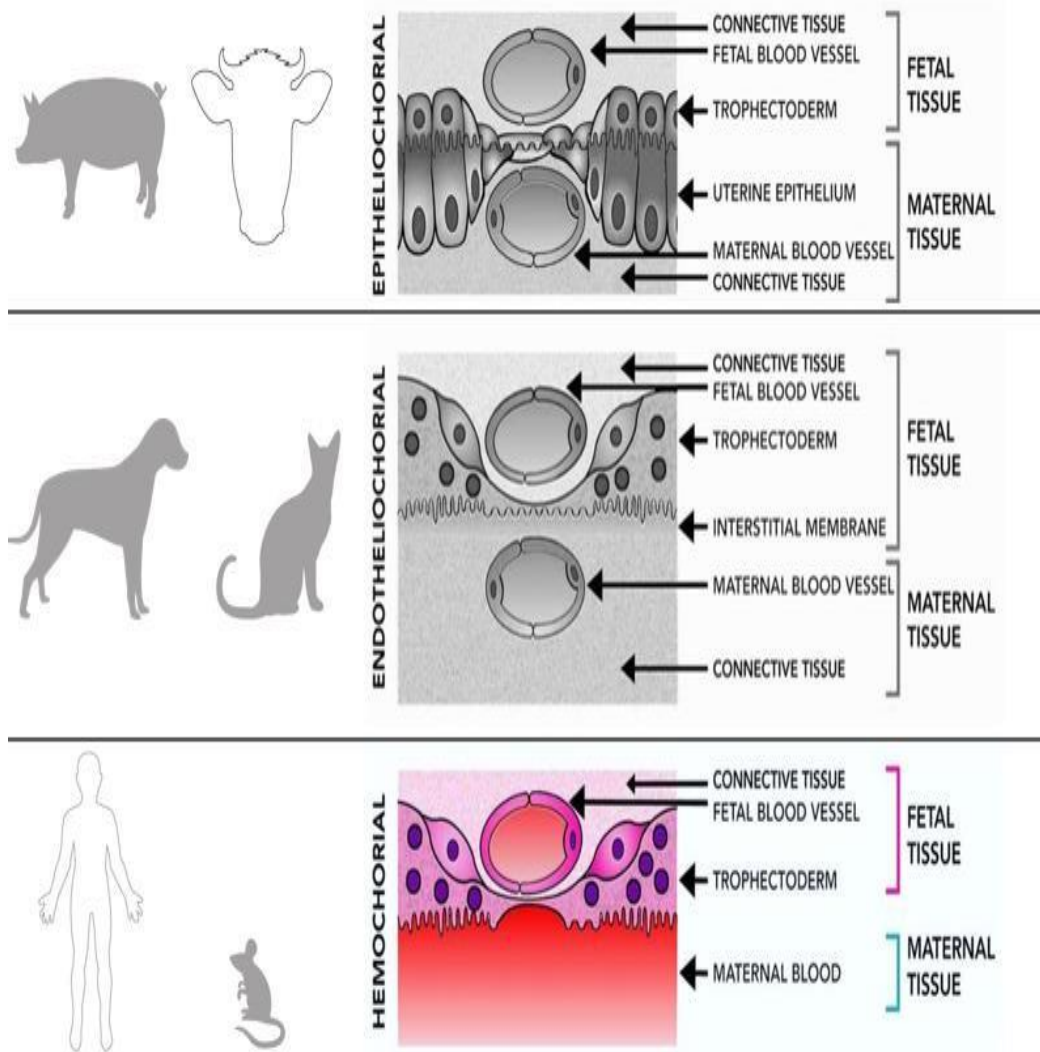 EPITHELIOCHORIAL
CONNECTIVE TISSUE
FETAL BLOOD VESSEL
TROPHECTODERM
UTERINE EPITHELIUM
MATERNAL BLOOD VESSEL
CONNECTIVE TISSUE
FETAL
TISSUE
MATERNAL
TISSUE
ENDOTHELIOCHORIAL
CONNECTIVE TISSUE
FETAL BLOOD VESSEL
TROPHECTODERM
INTERSTITIAL MEMBRANE
MATERNAL BLOOD VESSEL
CONNECTIVE TISSUE
FETAL
TISSUE
MATERNAL
TISSUE
HEMOCHORIAL
CONNECTIVE TISSUE
FETAL BLOOD VESSEL
TROPHECTODERM
MATERNAL BLOOD
FETAL
TISSUE
MATERNAL
TISSUE